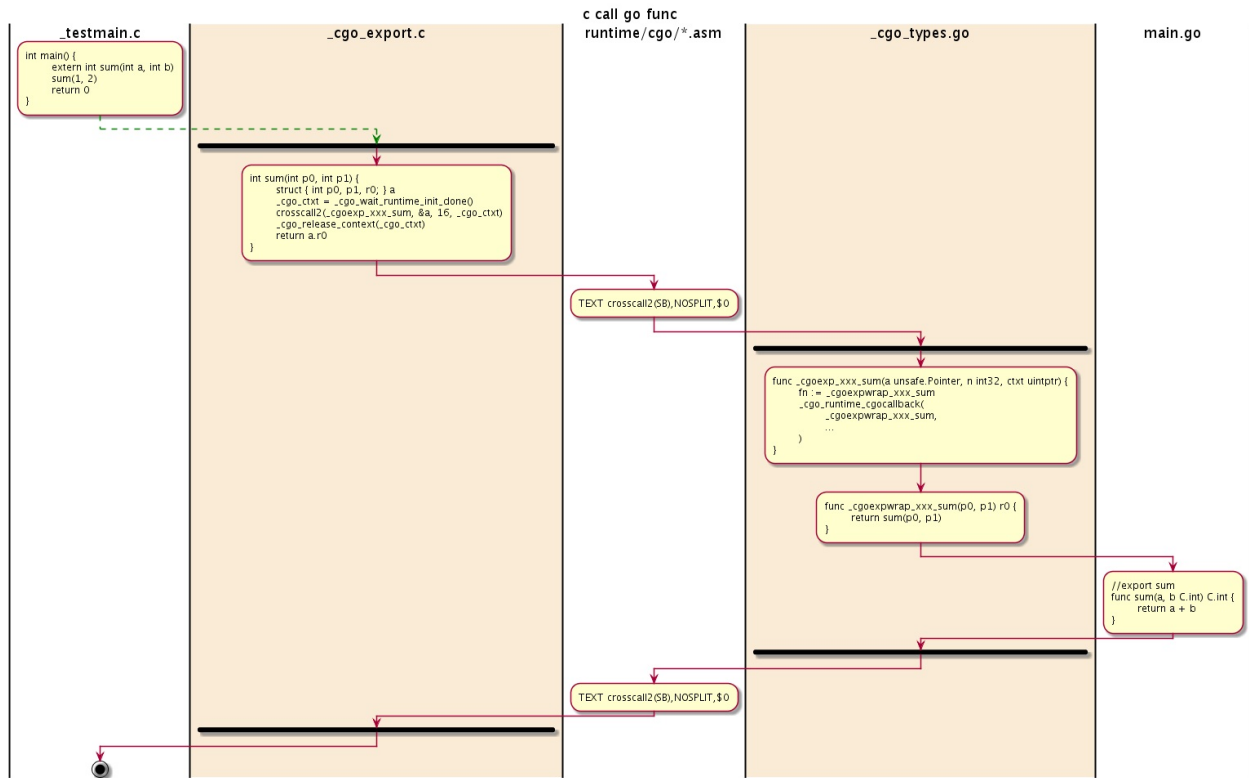 c call go func
_testmain.c
_cgo_export.c
runtime/cgo/*.asm
_cgo_types.go
main.go
int main() {
extern int sum(int a, int b)
sum(1, 2)
return 0
}
int sum(int p0, int p1) {
struct { int p0, p1, r0; } a
_cgo_ctxt = _cgo_wait_runtime_init_done()
crosscall2(_cgoexp_xxx_sum, &a, 16, _cgo_ctxt)
_cgo_release_context(_cgo_ctxt)
return a.r0
}
TEXT crosscall2(SB),NOSPLIT,$0
func _cgoexp_xxx_sum(a unsafe.Pointer, n int32, ctxt uintptr) {
fn := _cgoexpwrap_xxx_sum
_cgo_runtime_cgocallback(
_cgoexpwrap_xxx_sum,
...
)
}
func _cgoexpwrap_xxx_sum(p0, p1) r0 {
return sum(p0, p1)
}
//export sum
func sum(a, b C.int) C.int {
return a + b
}
TEXT crosscall2(SB),NOSPLIT,$0